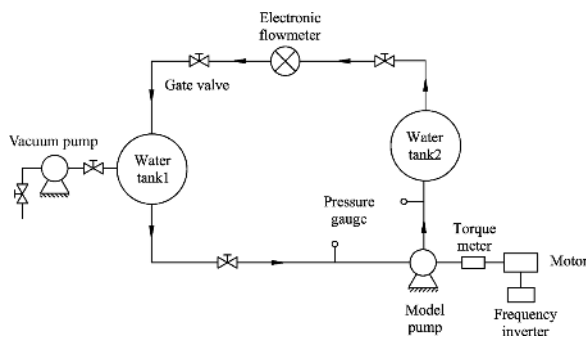 Electronic
flowmeter
Gate valve
Vacuum pump
Water
tank1
Water
tank2
Pressure
gauge
Torque
meter
Motor
Model
pump
Frequency
inverter